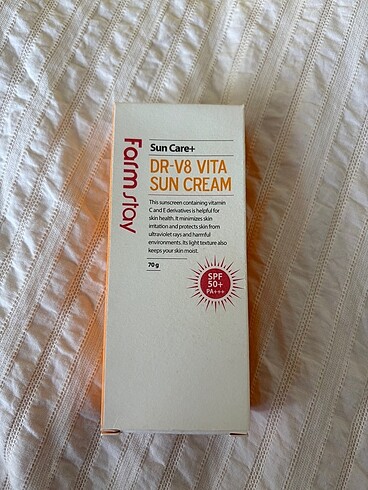 Farm stay
Sun Care+
DR-V8 VITA
SUN CREAM
This sunscreen containing vitamin
C and E derivatives is helpful for
skin health. It minimizes skin
irritation and protects skin from
ultraviolet rays and harmful
environments. Its light texture also
keeps your skin moist.
70 g
SPF
50+
PA+++